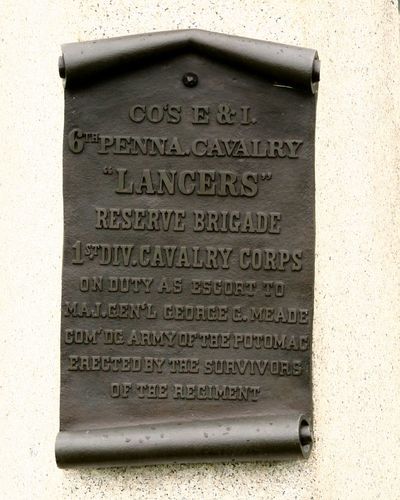 CO'S E & I.
6TH PENNA. CAVALRY
"LANCERS"
RESERVE BRIGADE
1ST DIV. CAVALRY CORPS
ON DUTY AS ESCORT TO
MAJ. GEN'L GEORGE G. MEADE
COM'DG. ARMY OF THE POTOMAC
ERECTED BY THE SURVIVORS
OF THE REGIMENT